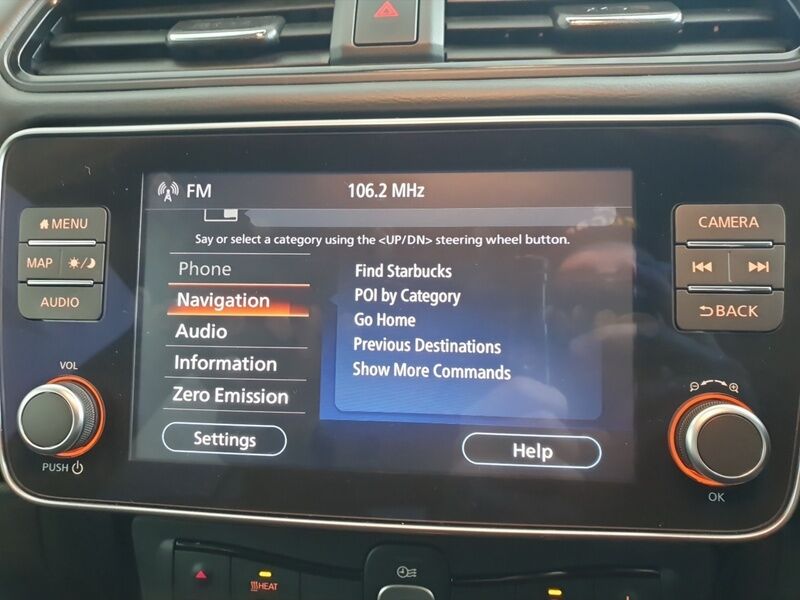 FM 106.2 MHz
Say or select a category using the <UP/DN> steering wheel button.
Phone
Navigation
Audio
Information
Zero Emission
Settings
Find Starbucks
POI by Category
Go Home
Previous Destinations
Show More Commands
Help
MENU
MAP
AUDIO
VOL
PUSH
CAMERA
BACK
OK
HEAT